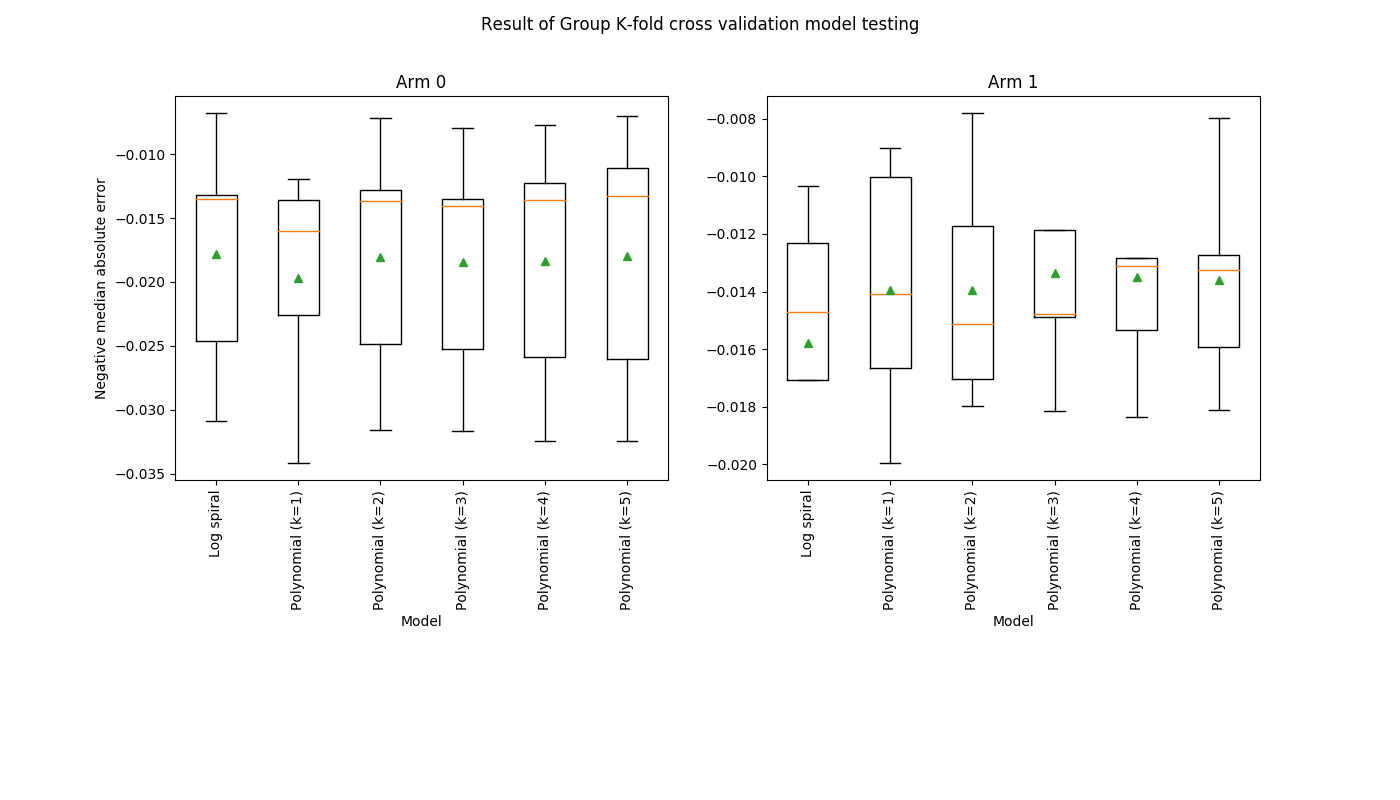 Result of Group K-fold cross validation model testing
Arm 0
Negative median absolute error
−0.010
−0.015
−0.020
−0.025
−0.030
−0.035
Log spiral
Polynomial (k=1)
Polynomial (k=2)
Polynomial (k=3)
Polynomial (k=4)
Polynomial (k=5)
Model
Arm 1
−0.008
−0.010
−0.012
−0.014
−0.016
−0.018
−0.020
Log spiral
Polynomial (k=1)
Polynomial (k=2)
Polynomial (k=3)
Polynomial (k=4)
Polynomial (k=5)
Model